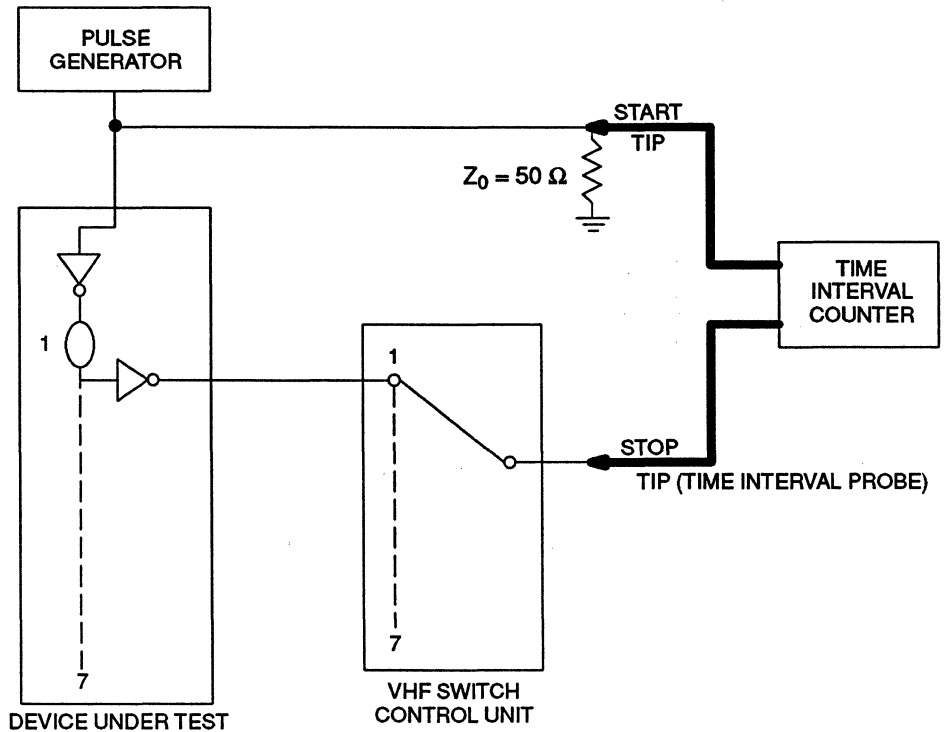 PULSE
GENERATOR
START
TIP
Z₀ = 50 Ω
TIME
INTERVAL
COUNTER
1
1
STOP
TIP (TIME INTERVAL PROBE)
7
7
VHF SWITCH
CONTROL UNIT
DEVICE UNDER TEST